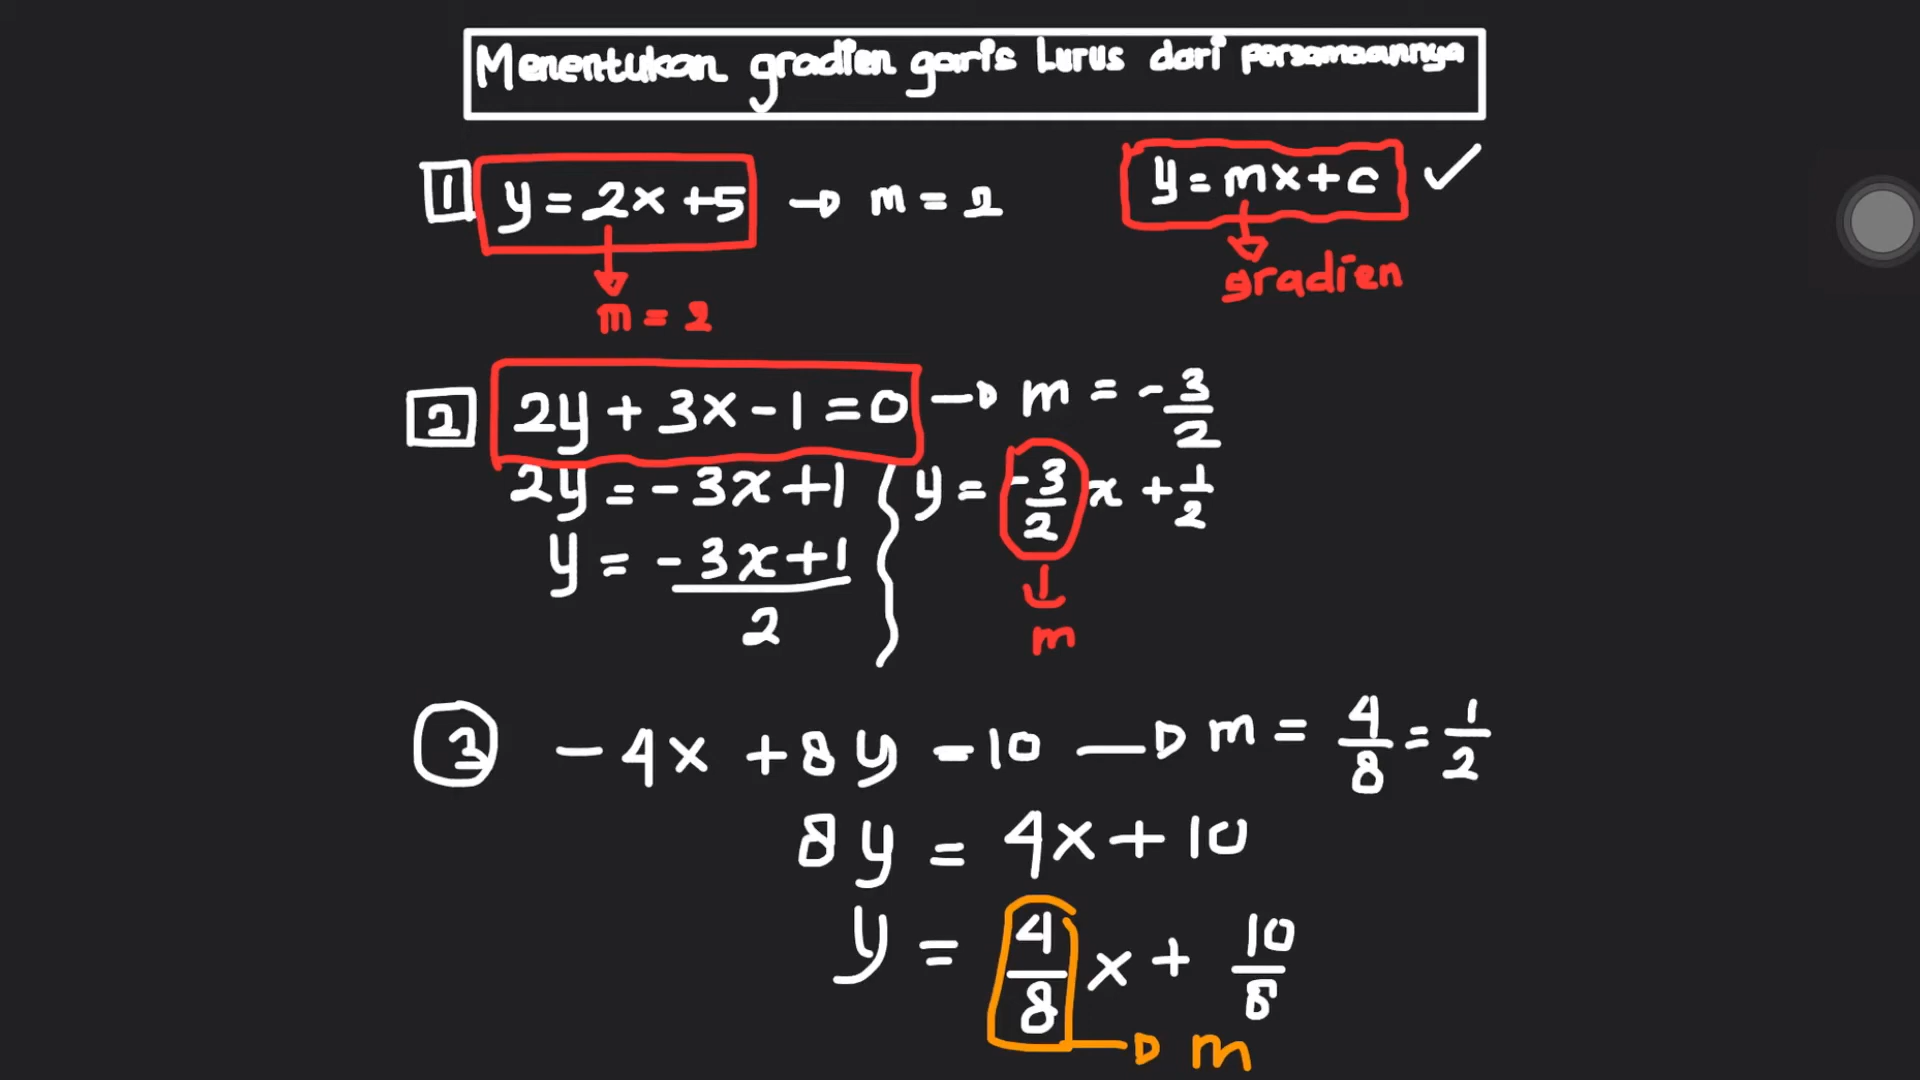 Menentukan gradien garis Lurus dari persamaannya
1 y = 2x + 5 → m = 2
y = mx + c ✓
gradien
m = 2
2 2y + 3x - 1 = 0 → m = -3/2
2y = -3x + 1
y = -3/2 x + 1/2
y = -3x + 1 / 2
m
3 -4x + 8y - 10 → m = 4/8 = 1/2
8y = 4x + 10
y = 4/8 x + 10/8
→ m